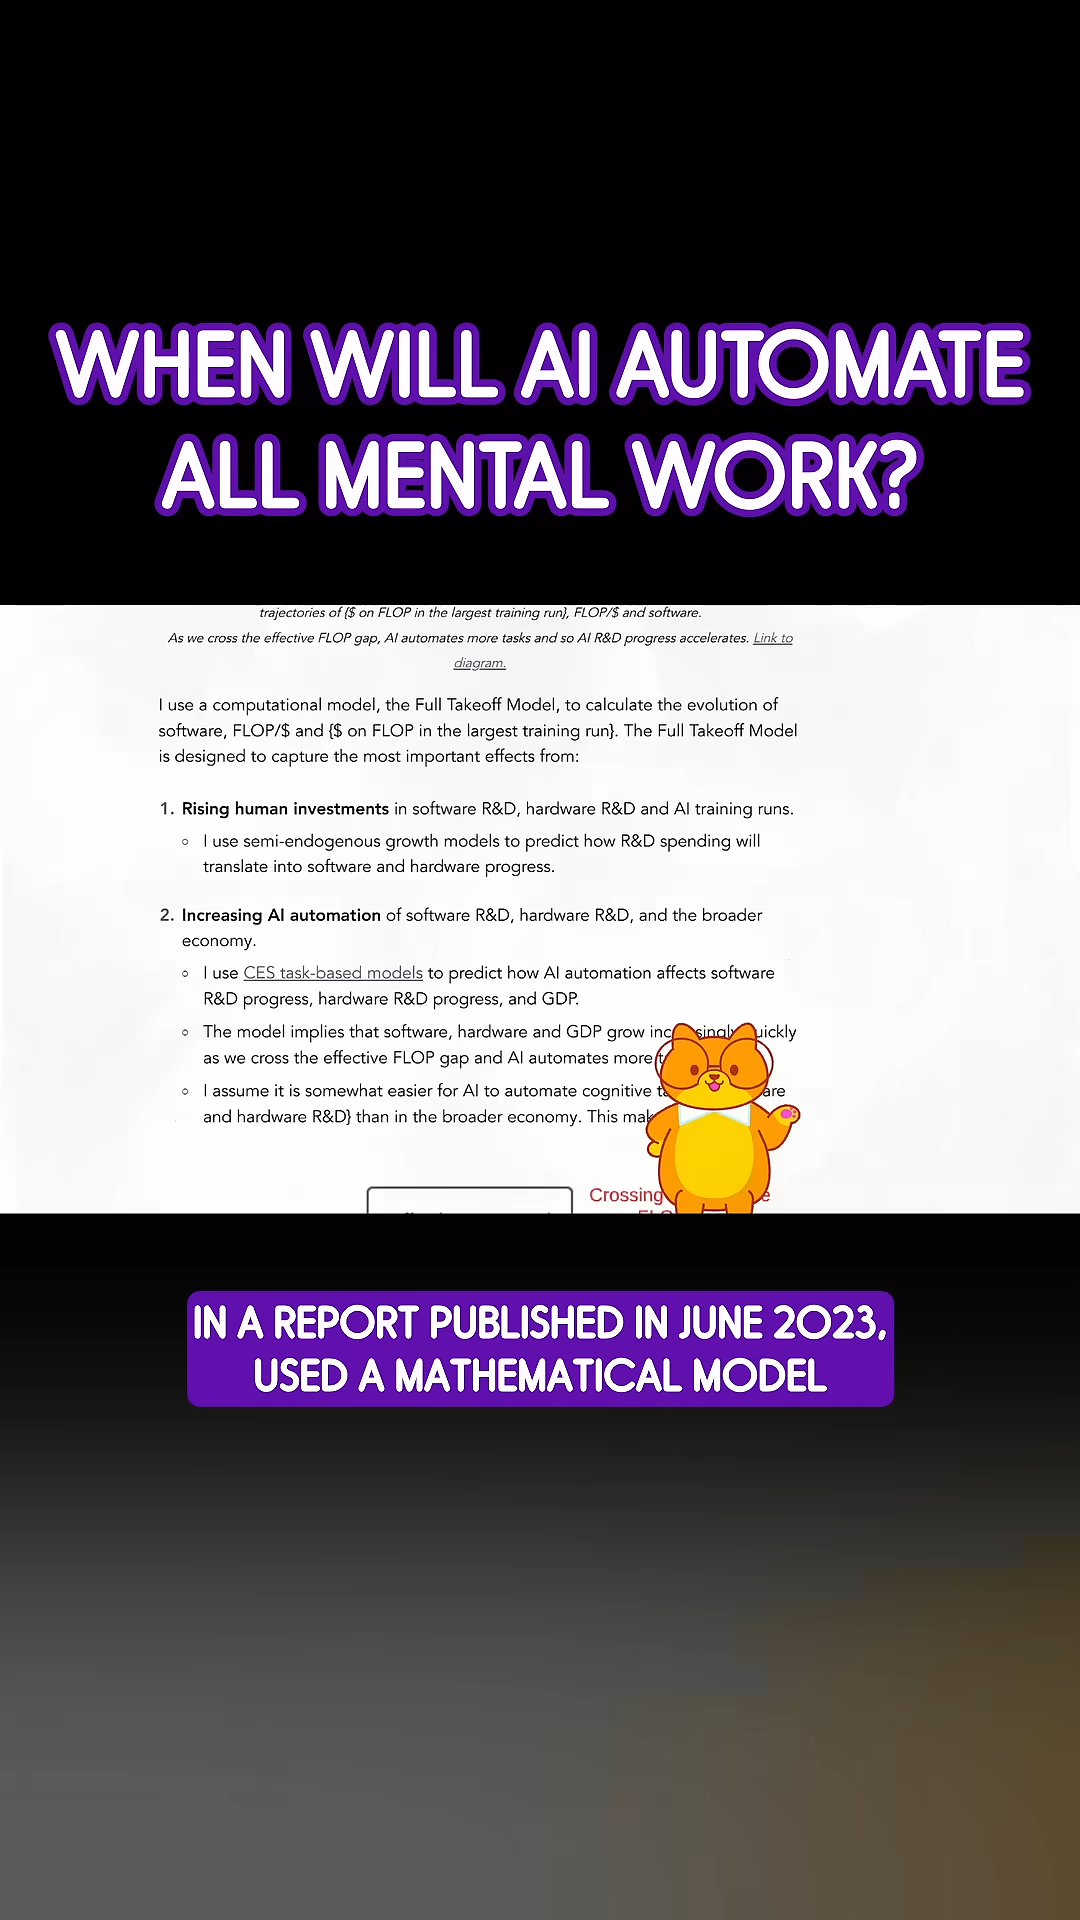 WHEN WILL AI AUTOMATE
ALL MENTAL WORK?
trajectories of {$ on FLOP in the largest training run}, FLOP/$ and software.
As we cross the effective FLOP gap, AI automates more tasks and so AI R&D progress accelerates. Link to
diagram.
I use a computational model, the Full Takeoff Model, to calculate the evolution of
software, FLOP/$ and {$ on FLOP in the largest training run}. The Full Takeoff Model
is designed to capture the most important effects from:
1. Rising human investments in software R&D, hardware R&D and AI training runs.
◦ I use semi-endogenous growth models to predict how R&D spending will
translate into software and hardware progress.
2. Increasing AI automation of software R&D, hardware R&D, and the broader
economy.
◦ I use CES task-based models to predict how AI automation affects software
R&D progress, hardware R&D progress, and GDP.
◦ The model implies that software, hardware and GDP grow increasingly quickly
as we cross the effective FLOP gap and AI automates more
◦ I assume it is somewhat easier for AI to automate cognitive
and hardware R&D} than in the broader economy. This
Crossing
IN A REPORT PUBLISHED IN JUNE 2023,
USED A MATHEMATICAL MODEL